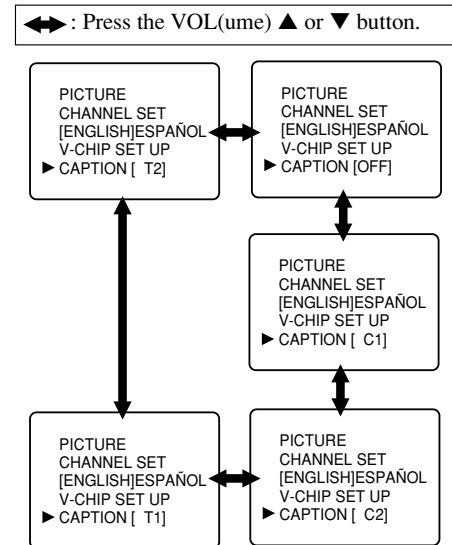 ◄► : Press the VOL(ume) ▲ or ▼ button.
PICTURE
CHANNEL SET
[ENGLISH]ESPAÑOL
V-CHIP SET UP
► CAPTION [ T2]
PICTURE
CHANNEL SET
[ENGLISH]ESPAÑOL
V-CHIP SET UP
► CAPTION [OFF]
PICTURE
CHANNEL SET
[ENGLISH]ESPAÑOL
V-CHIP SET UP
► CAPTION [ C1]
PICTURE
CHANNEL SET
[ENGLISH]ESPAÑOL
V-CHIP SET UP
► CAPTION [ T1]
PICTURE
CHANNEL SET
[ENGLISH]ESPAÑOL
V-CHIP SET UP
► CAPTION [ C2]